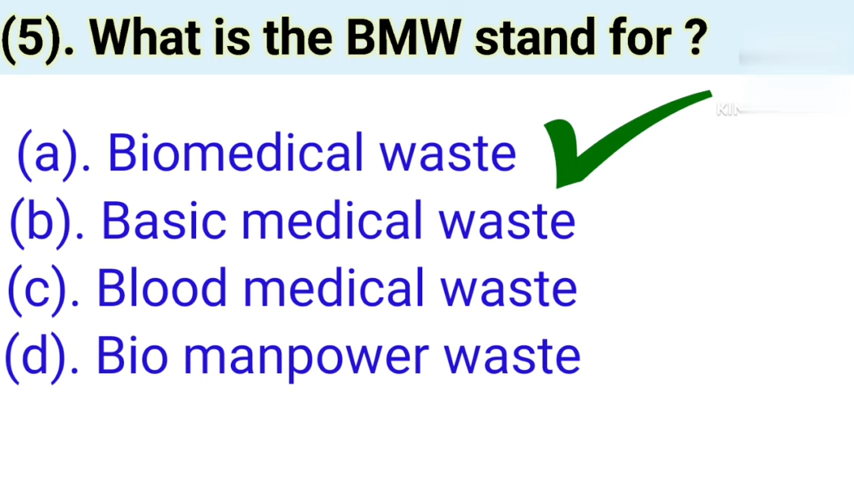 (5). What is the BMW stand for ?
(a). Biomedical waste
(b). Basic medical waste
(c). Blood medical waste
(d). Bio manpower waste